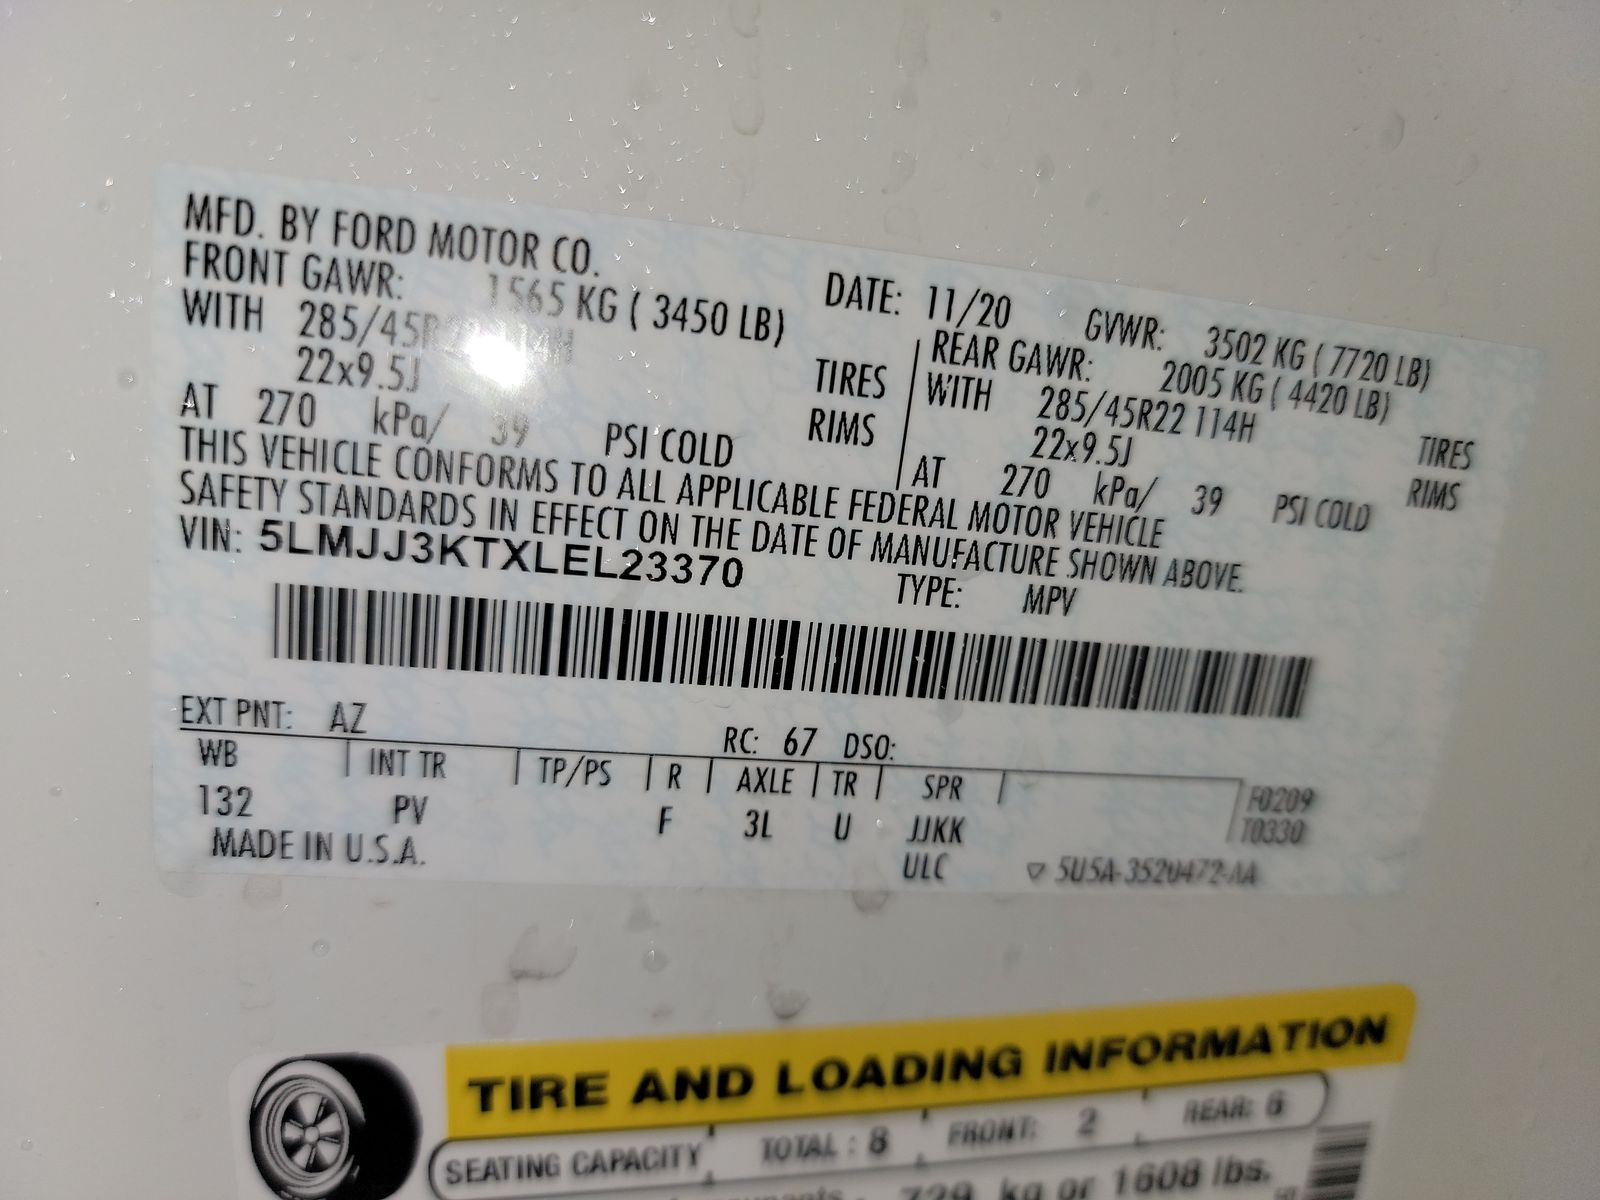 MFD. BY FORD MOTOR CO. DATE: 11/20 GVWR: 3502 KG ( 7720 LB)
FRONT GAWR: 1565 KG ( 3450 LB) REAR GAWR: 2005 KG ( 4420 LB)
WITH 285/45R22 114H TIRES WITH 285/45R22 114H TIRES
22x9.5J RIMS 22x9.5J RIMS
AT 270 kPa/ 39 PSI COLD AT 270 kPa/ 39 PSI COLD
THIS VEHICLE CONFORMS TO ALL APPLICABLE FEDERAL MOTOR VEHICLE
SAFETY STANDARDS IN EFFECT ON THE DATE OF MANUFACTURE SHOWN ABOVE.
VIN: 5LMJJ3KTXLEL23370 TYPE: MPV
EXT PNT: AZ RC: 67 DSO:
WB INT TR TP/PS R AXLE TR SPR F0209
132 PV F 3L U JJKK T0330
MADE IN U.S.A. ULC ▽ 5U5A-3520472-AA
TIRE AND LOADING INFORMATION
SEATING CAPACITY TOTAL : 8 FRONT: 2 REAR: 6
729 kg or 1608 lbs.